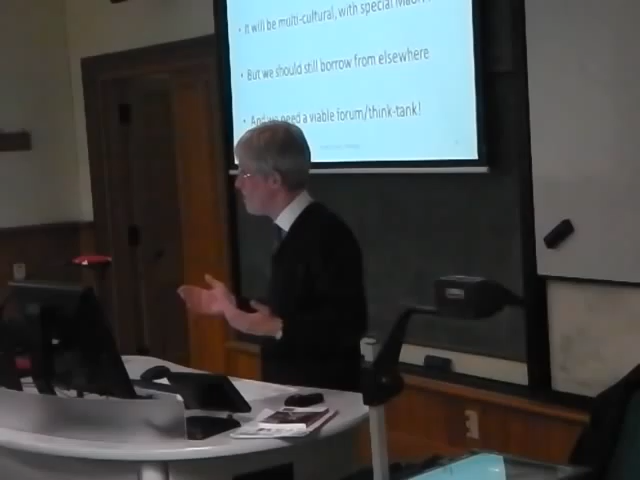 • It will be multi-cultural, with special Maori
• But we should still borrow from elsewhere
• And we need a viable forum/think-tank!